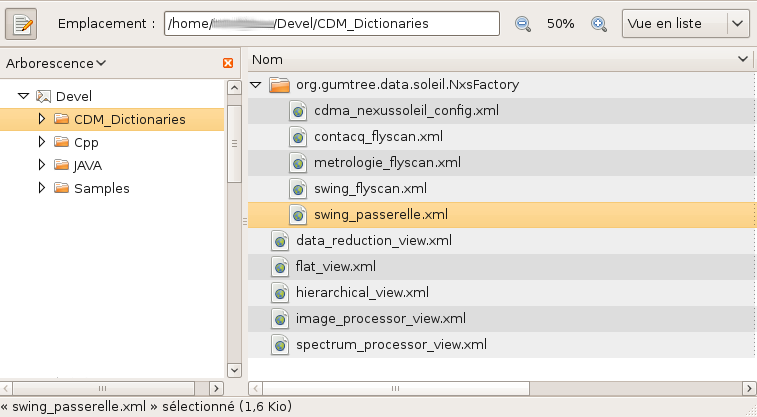 Emplacement : /home/ /Devel/CDM_Dictionaries 50% Vue en liste
Arborescence
Devel
CDM_Dictionaries
Cpp
JAVA
Samples
Nom
org.gumtree.data.soleil.NxsFactory
cdma_nexussoleil_config.xml
contacq_flyscan.xml
metrologie_flyscan.xml
swing_flyscan.xml
swing_passerelle.xml
data_reduction_view.xml
flat_view.xml
hierarchical_view.xml
image_processor_view.xml
spectrum_processor_view.xml
« swing_passerelle.xml » sélectionné (1,6 Kio)